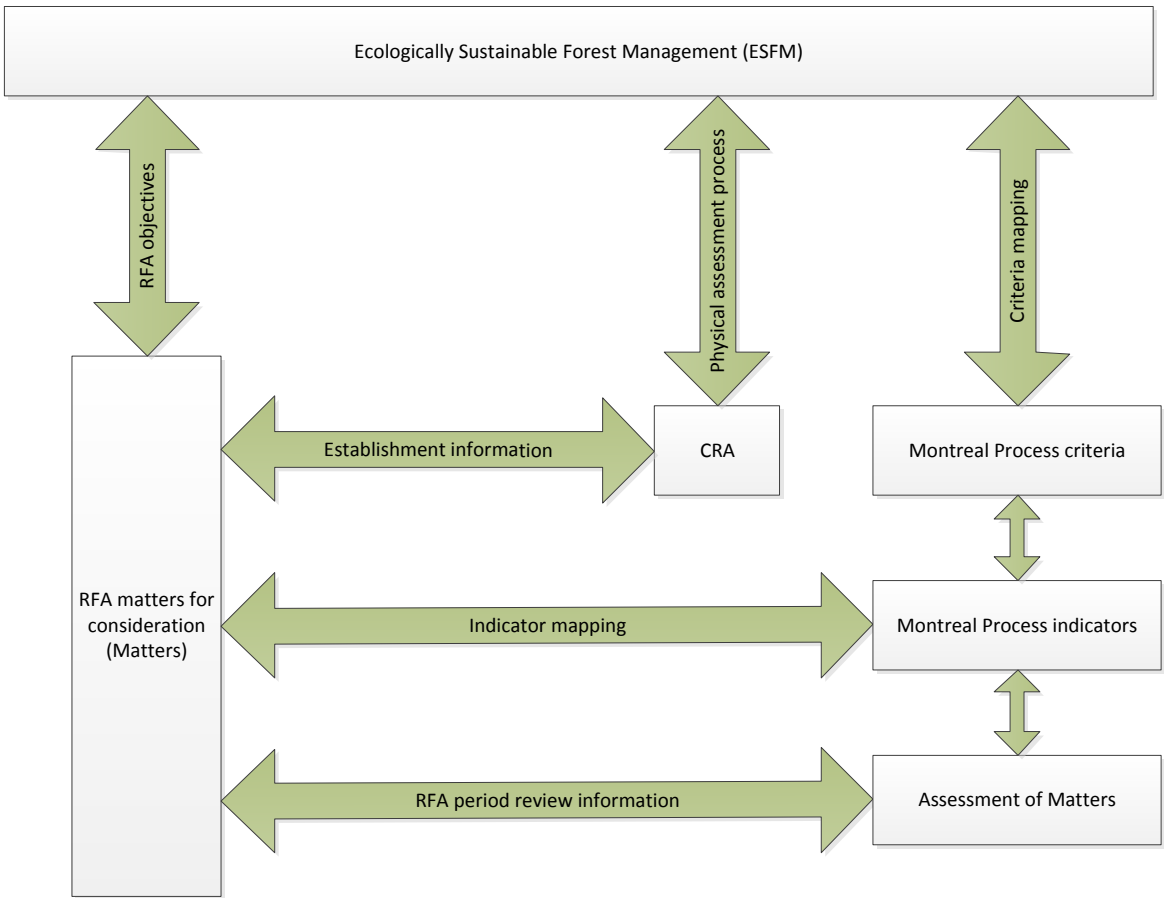 Ecologically Sustainable Forest Management (ESFM)
RFA objectives
Physical assessment process
Criteria mapping
Establishment information
CRA
Montreal Process criteria
RFA matters for
consideration
(Matters)
Indicator mapping
Montreal Process indicators
RFA period review information
Assessment of Matters